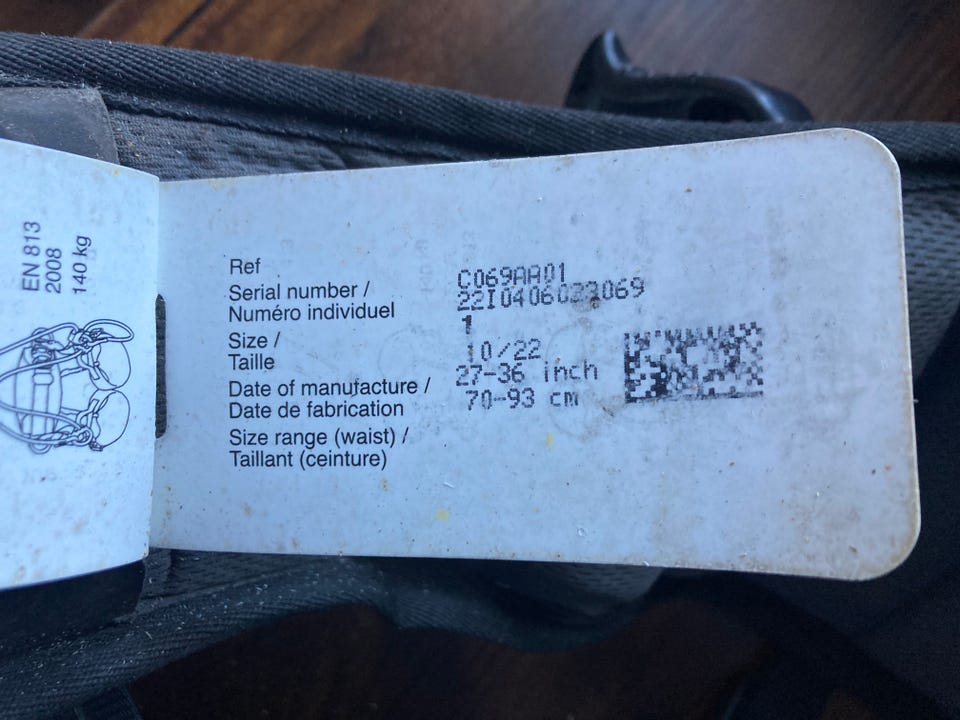 EN 813
2008
140 kg
Ref
Serial number /
Numéro individuel
Size /
Taille
Date of manufacture /
Date de fabrication
Size range (waist) /
Taillant (ceinture)
C069AA01
1
10/22
27-36 inch
70-93 cm